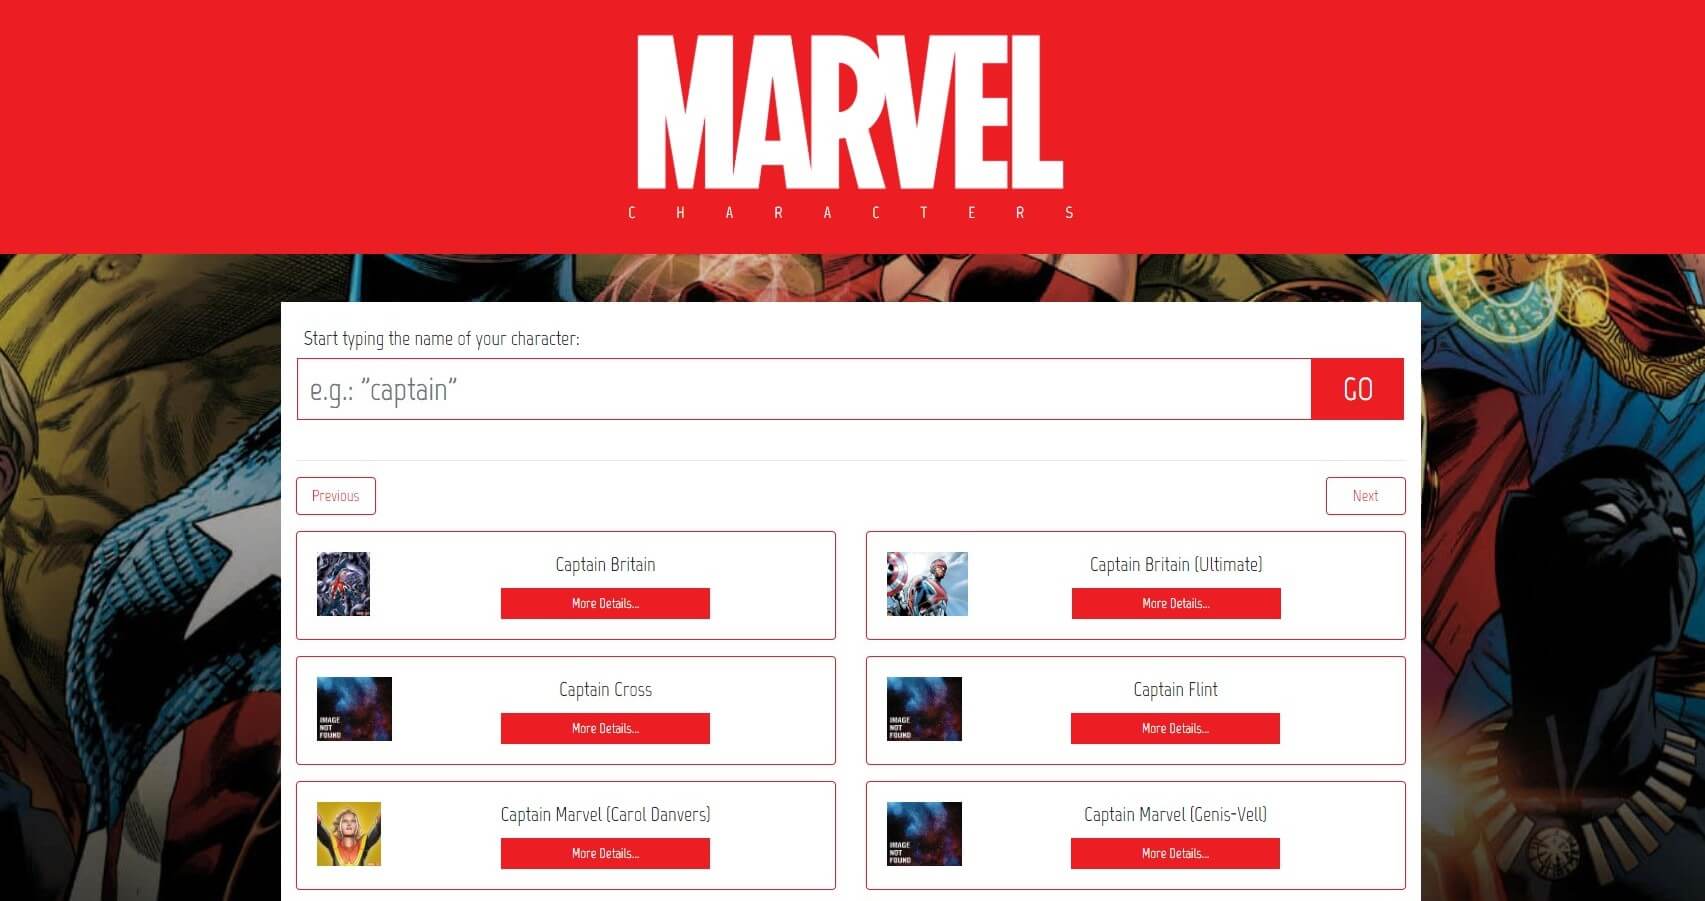 MARVEL
CHARACTERS
Start typing the name of your character:
e.g.: "captain"
GO
Previous
Next
Captain Britain
More Details...
Captain Britain (Ultimate)
More Details...
IMAGE
NOT
FOUND
Captain Cross
More Details...
IMAGE
NOT
FOUND
Captain Flint
More Details...
Captain Marvel (Carol Danvers)
More Details...
IMAGE
NOT
FOUND
Captain Marvel (Genis-Vell)
More Details...